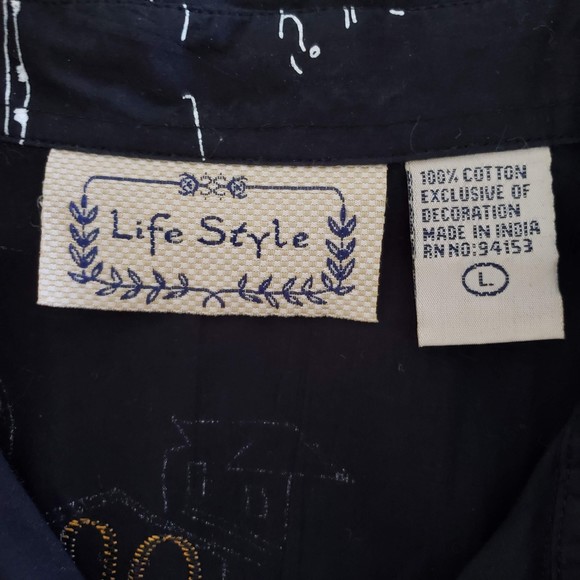 Life Style
100% COTTON
EXCLUSIVE OF
DECORATION
MADE IN INDIA
RN NO: 94153
L.